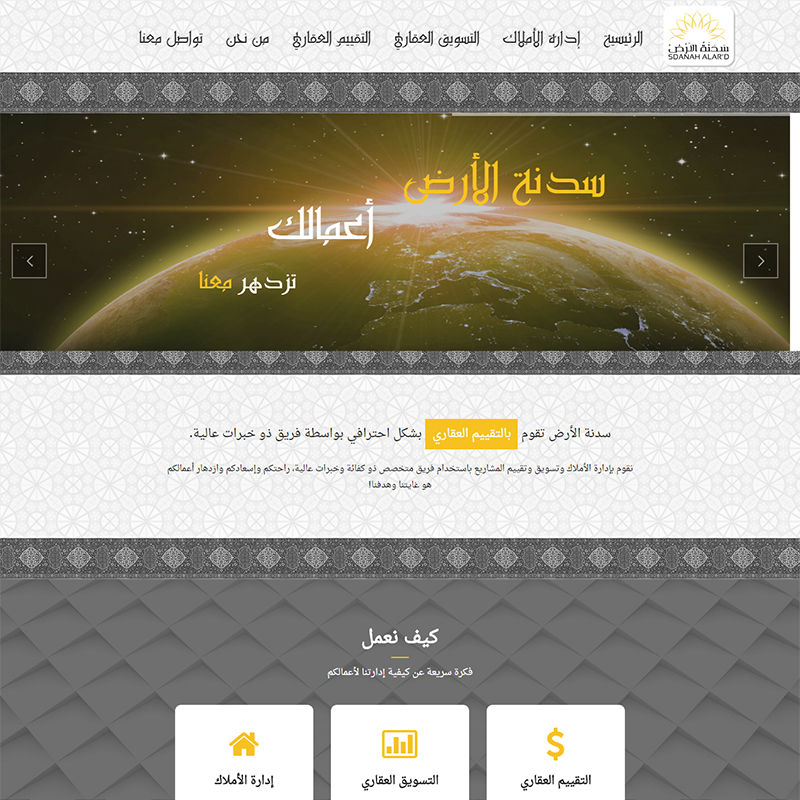 سدنة الأرض
SDANAH ALAR'D
الرئيسية
إدارة الأملاك
التسويق العقاري
التقييم العقاري
من نحن
تواصل معنا
سدنة الأرض
أعمالك
تزدهر معنا
سدنة الأرض تقوم بالتقييم العقاري بشكل احترافي بواسطة فريق ذو خبرات عالية.
نقوم بإدارة الأملاك وتسويق وتقييم المشاريع باستخدام فريق متخصص ذو كفائة وخبرات عالية، راحتكم وإسعادكم وازدهار أعمالكم
هو غايتنا وهدفنا!
كيف نعمل
فكرة سريعة عن كيفية إدارتنا لأعمالكم
التقييم العقاري
التسويق العقاري
إدارة الأملاك